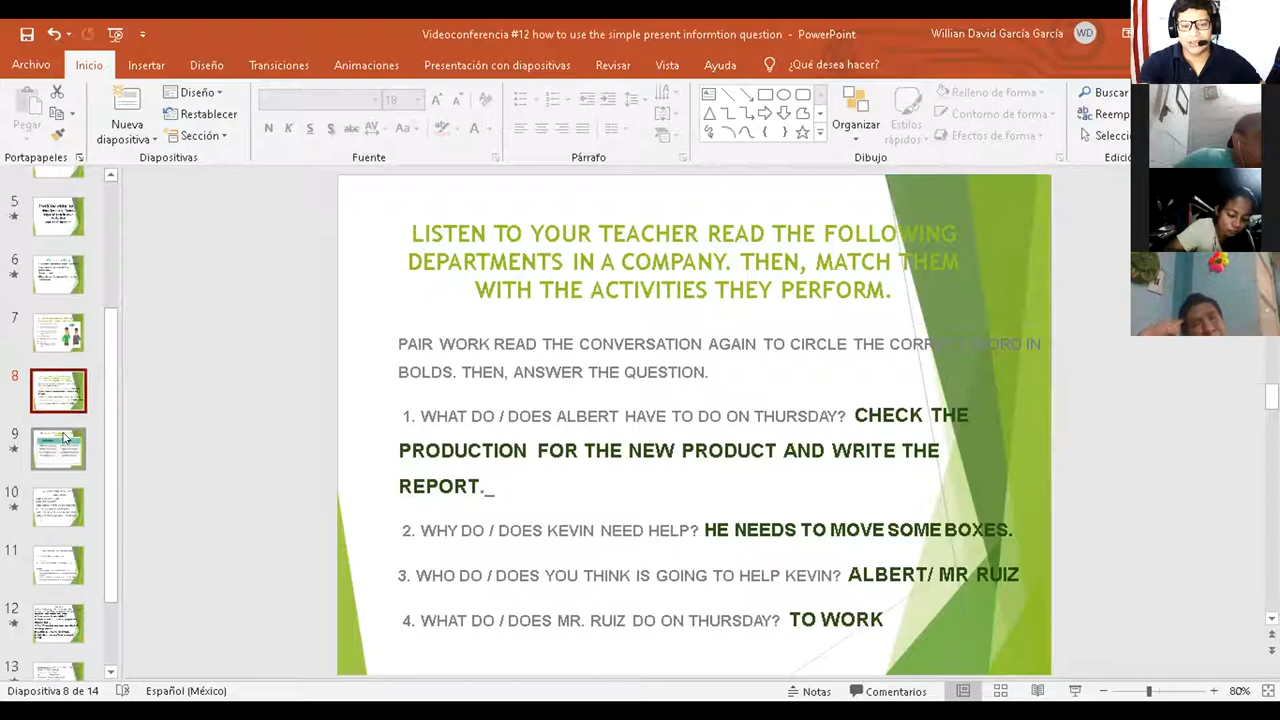 Videoconferencia #12 how to use the simple present informtion question - PowerPoint
Willian David García García
WD
Archivo
Inicio
Insertar
Diseño
Transiciones
Animaciones
Presentación con diapositivas
Revisar
Vista
Ayuda
¿Qué desea hacer?
Pegar
Nueva diapositiva
Diseño
Restablecer
Sección
18
N K S abc AV Aa A
Organizar
Estilos rápidos
Relleno de forma
Contorno de forma
Efectos de forma
Buscar
Reemp
Selecci
Portapapeles
Diapositivas
Fuente
Párrafo
Dibujo
Edici
5
6
7
8
9
10
11
12
13
LISTEN TO YOUR TEACHER READ THE FOLLOWING
DEPARTMENTS IN A COMPANY. THEN, MATCH THEM
WITH THE ACTIVITIES THEY PERFORM.
PAIR WORK READ THE CONVERSATION AGAIN TO CIRCLE THE CORRECT WORD IN
BOLDS. THEN, ANSWER THE QUESTION.
1. WHAT DO / DOES ALBERT HAVE TO DO ON THURSDAY? CHECK THE
PRODUCTION FOR THE NEW PRODUCT AND WRITE THE
REPORT._
2. WHY DO / DOES KEVIN NEED HELP? HE NEEDS TO MOVE SOME BOXES.
3. WHO DO / DOES YOU THINK IS GOING TO HELP KEVIN? ALBERT/ MR RUIZ
4. WHAT DO / DOES MR. RUIZ DO ON THURSDAY? TO WORK
Diapositiva 8 de 14
Español (México)
Notas
Comentarios
80%